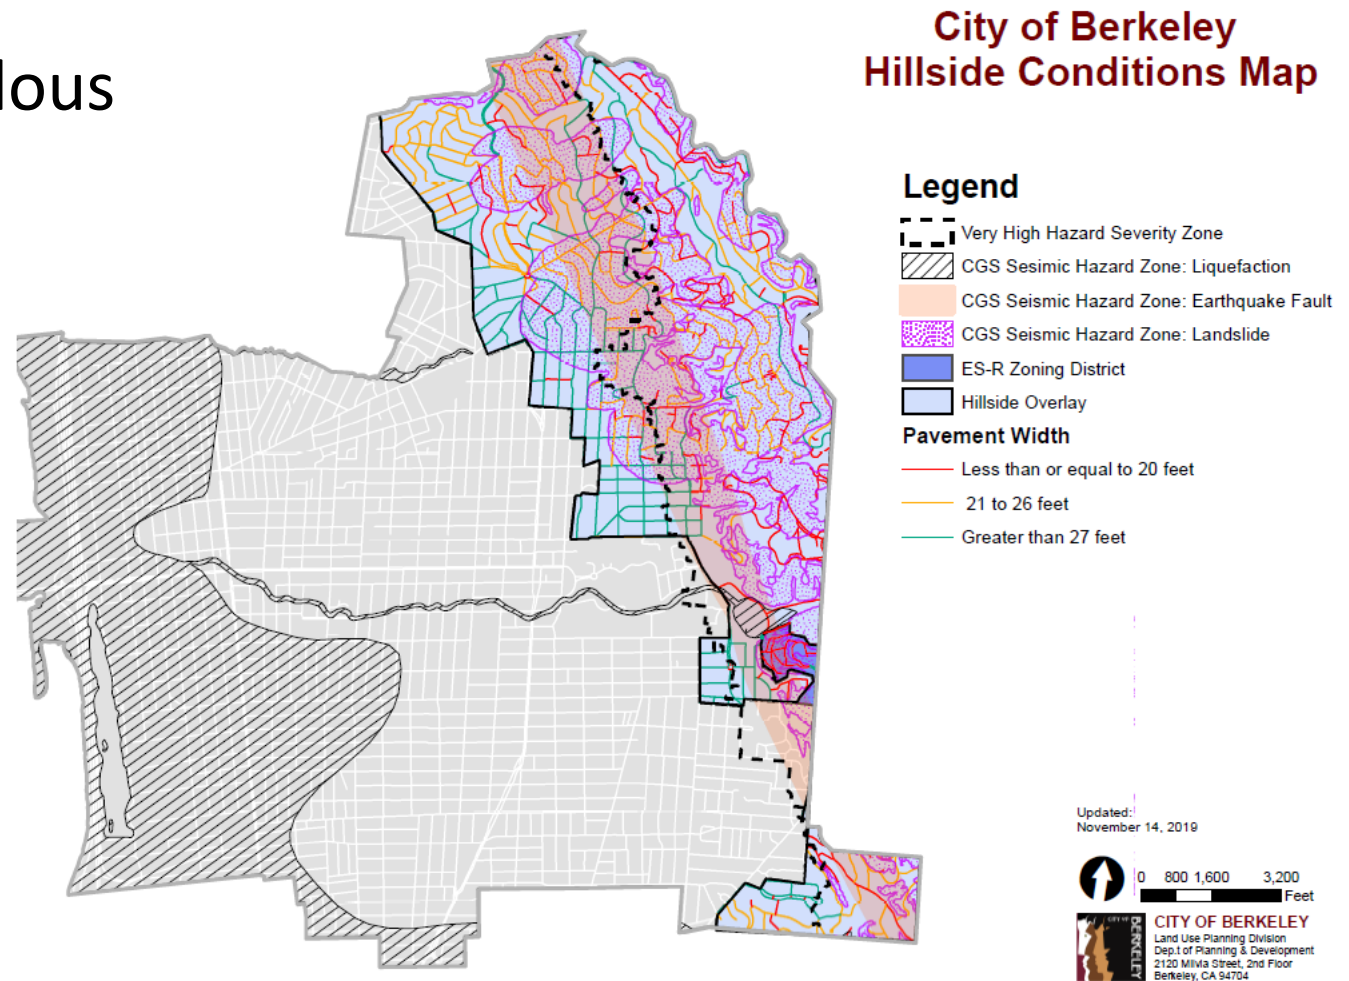 lous
City of Berkeley
Hillside Conditions Map
Legend
Very High Hazard Severity Zone
CGS Sesimic Hazard Zone: Liquefaction
CGS Seismic Hazard Zone: Earthquake Fault
CGS Seismic Hazard Zone: Landslide
ES-R Zoning District
Hillside Overlay
Pavement Width
Less than or equal to 20 feet
21 to 26 feet
Greater than 27 feet
Updated:
November 14, 2019
0 800 1,600 3,200
Feet
CITY OF
BERKELEY
CITY OF BERKELEY
Land Use Planning Division
Dep.t of Planning & Development
2120 Milvia Street, 2nd Floor
Berkeley, CA 94704